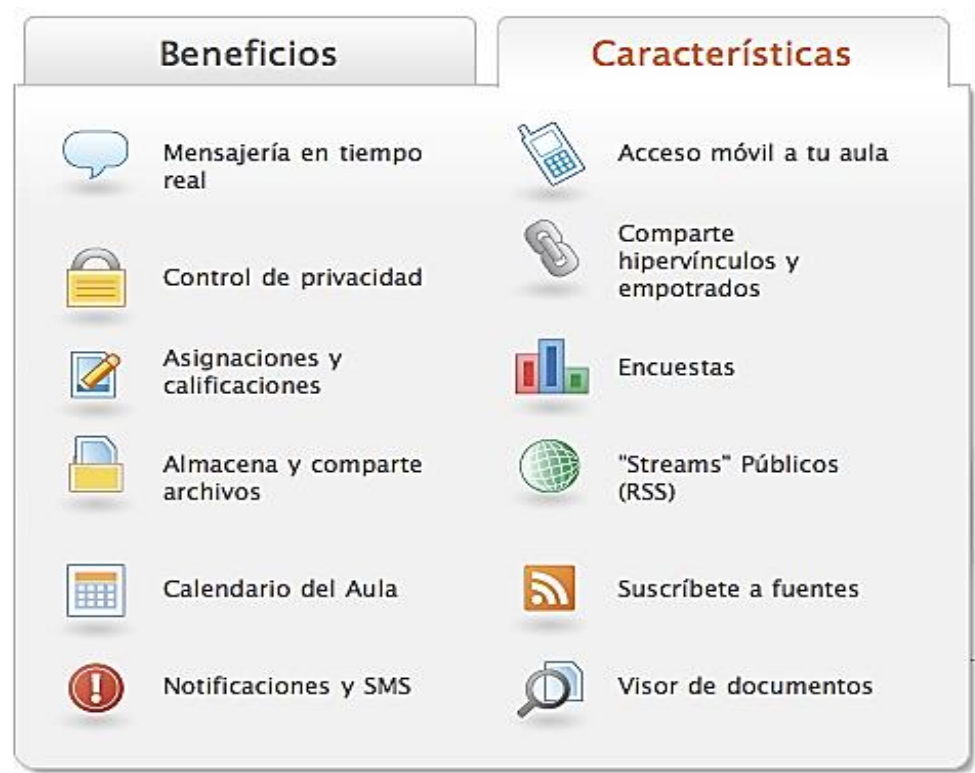 Beneficios
Características
Mensajería en tiempo
real
Acceso móvil a tu aula
Control de privacidad
Comparte
hipervínculos y
empotrados
Asignaciones y
calificaciones
Encuestas
Almacena y comparte
archivos
"Streams" Públicos
(RSS)
Calendario del Aula
Suscríbete a fuentes
Notificaciones y SMS
Visor de documentos